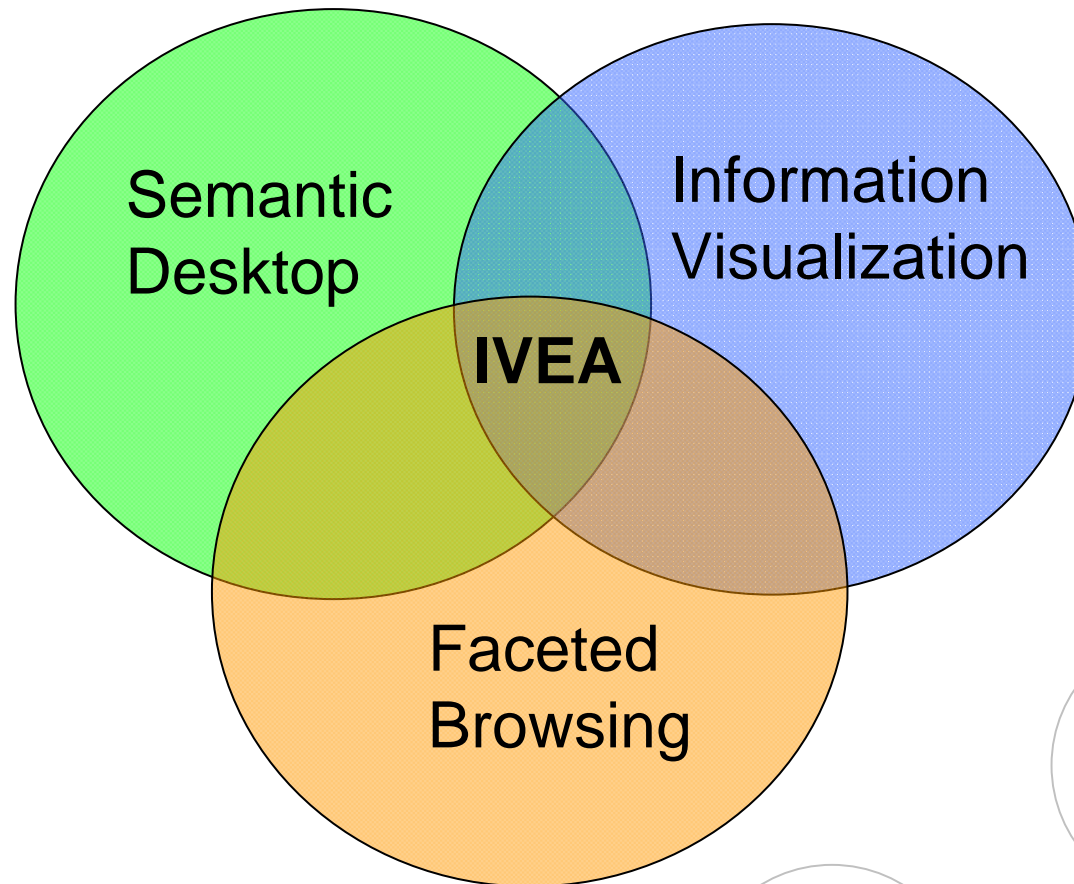 Semantic
Desktop
Information
Visualization
IVEA
Faceted
Browsing